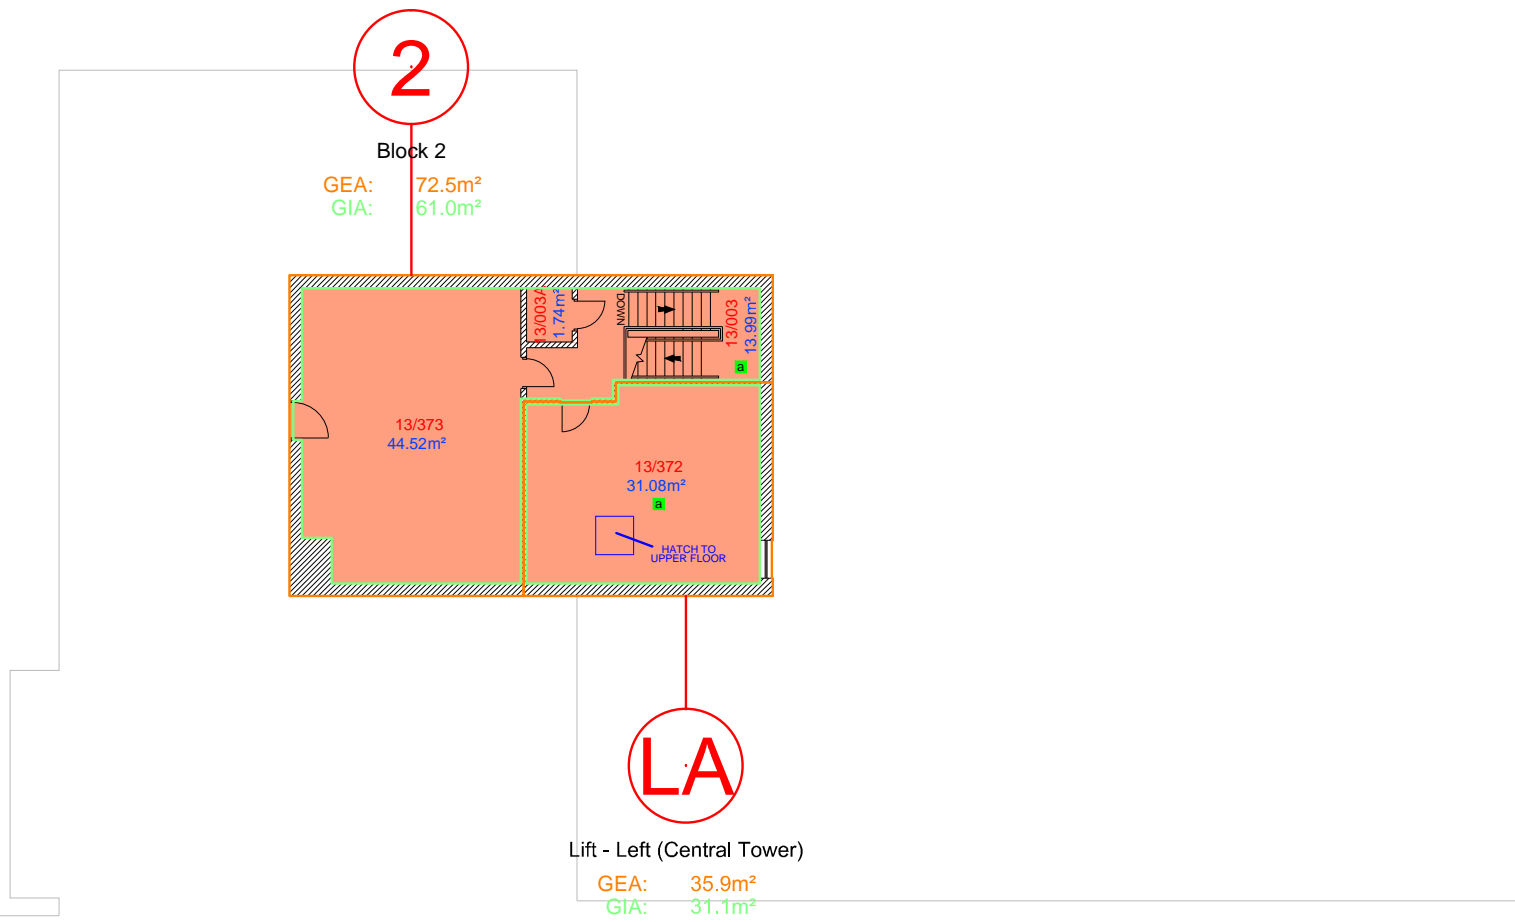 2
Block 2
GEA: 72.5m²
GIA: 61.0m²
13/003A
1.74m²
DOWN
13/003
13.99m²
a
13/373
44.52m²
13/372
31.08m²
a
HATCH TO
UPPER FLOOR
LA
Lift - Left (Central Tower)
GEA: 35.9m²
GIA: 31.1m²